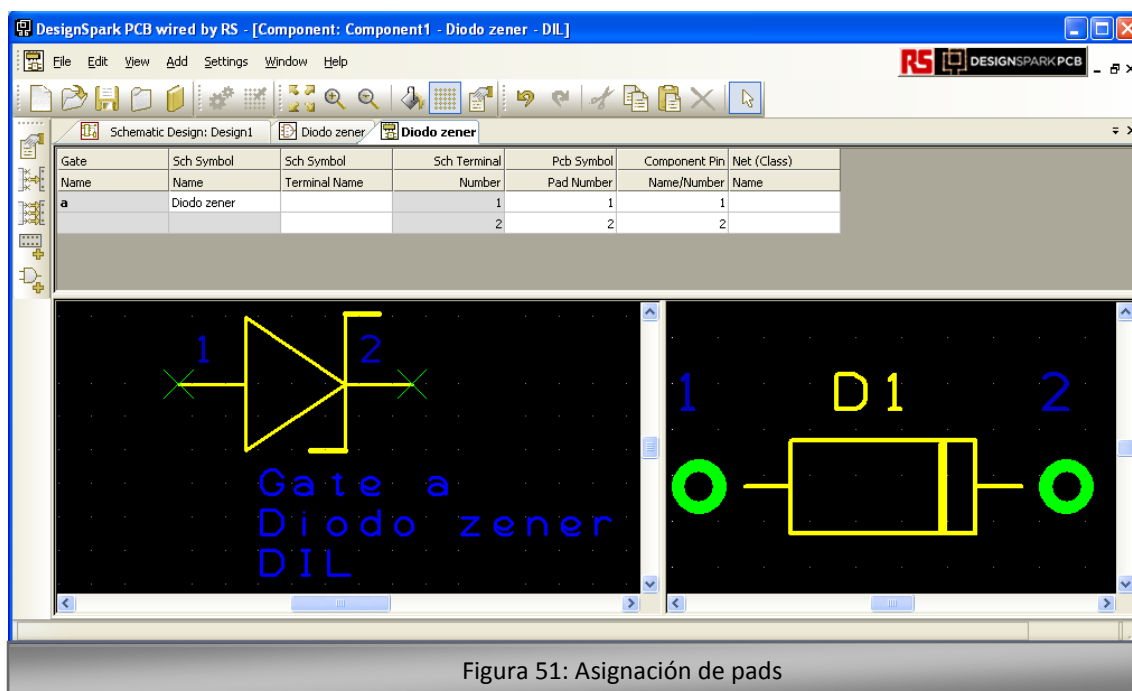 DesignSpark PCB wired by RS - [Component: Component1 - Diodo zener - DIL]
File Edit View Add Settings Window Help
RS DESIGNSPARK PCB
Schematic Design: Design1 Diodo zener Diodo zener
Gate Sch Symbol Sch Symbol Sch Terminal Pcb Symbol Component Pin Net (Class)
Name Name Terminal Name Number Pad Number Name/Number Name
a Diodo zener 1 1 1
2 2 2
1 2
Gate a
Diodo zener
DIL
D1
1 2
Figura 51: Asignación de pads